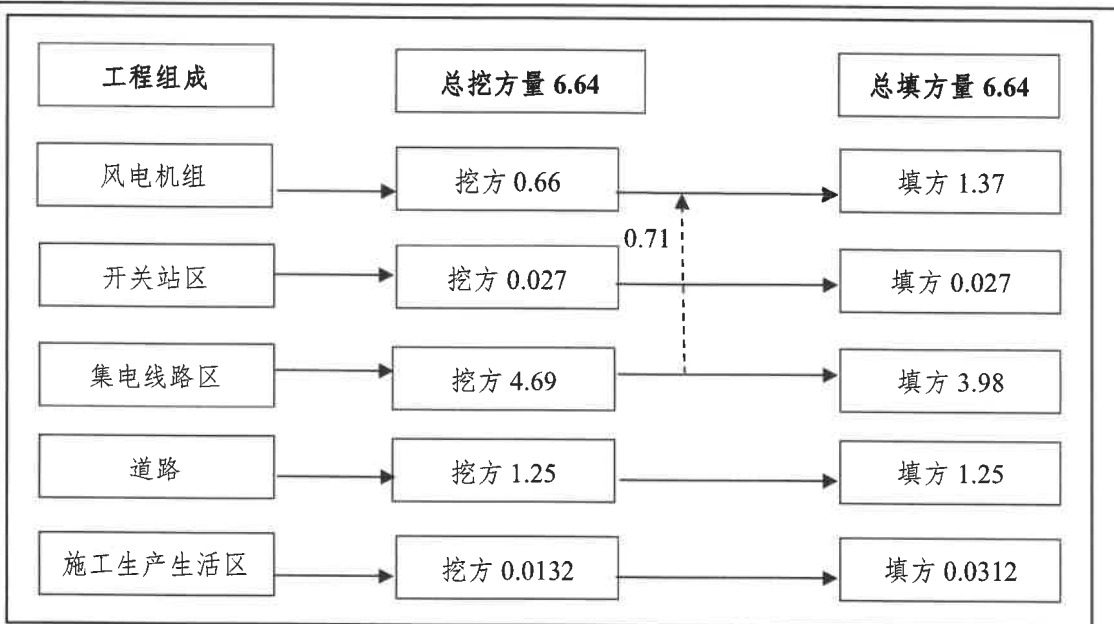 工程组成 总挖方量 6.64 总填方量 6.64
风电机组 挖方 0.66 填方 1.37
0.71
开关站区 挖方 0.027 填方 0.027
集电线路区 挖方 4.69 填方 3.98
道路 挖方 1.25 填方 1.25
施工生产生活区 挖方 0.0132 填方 0.0312